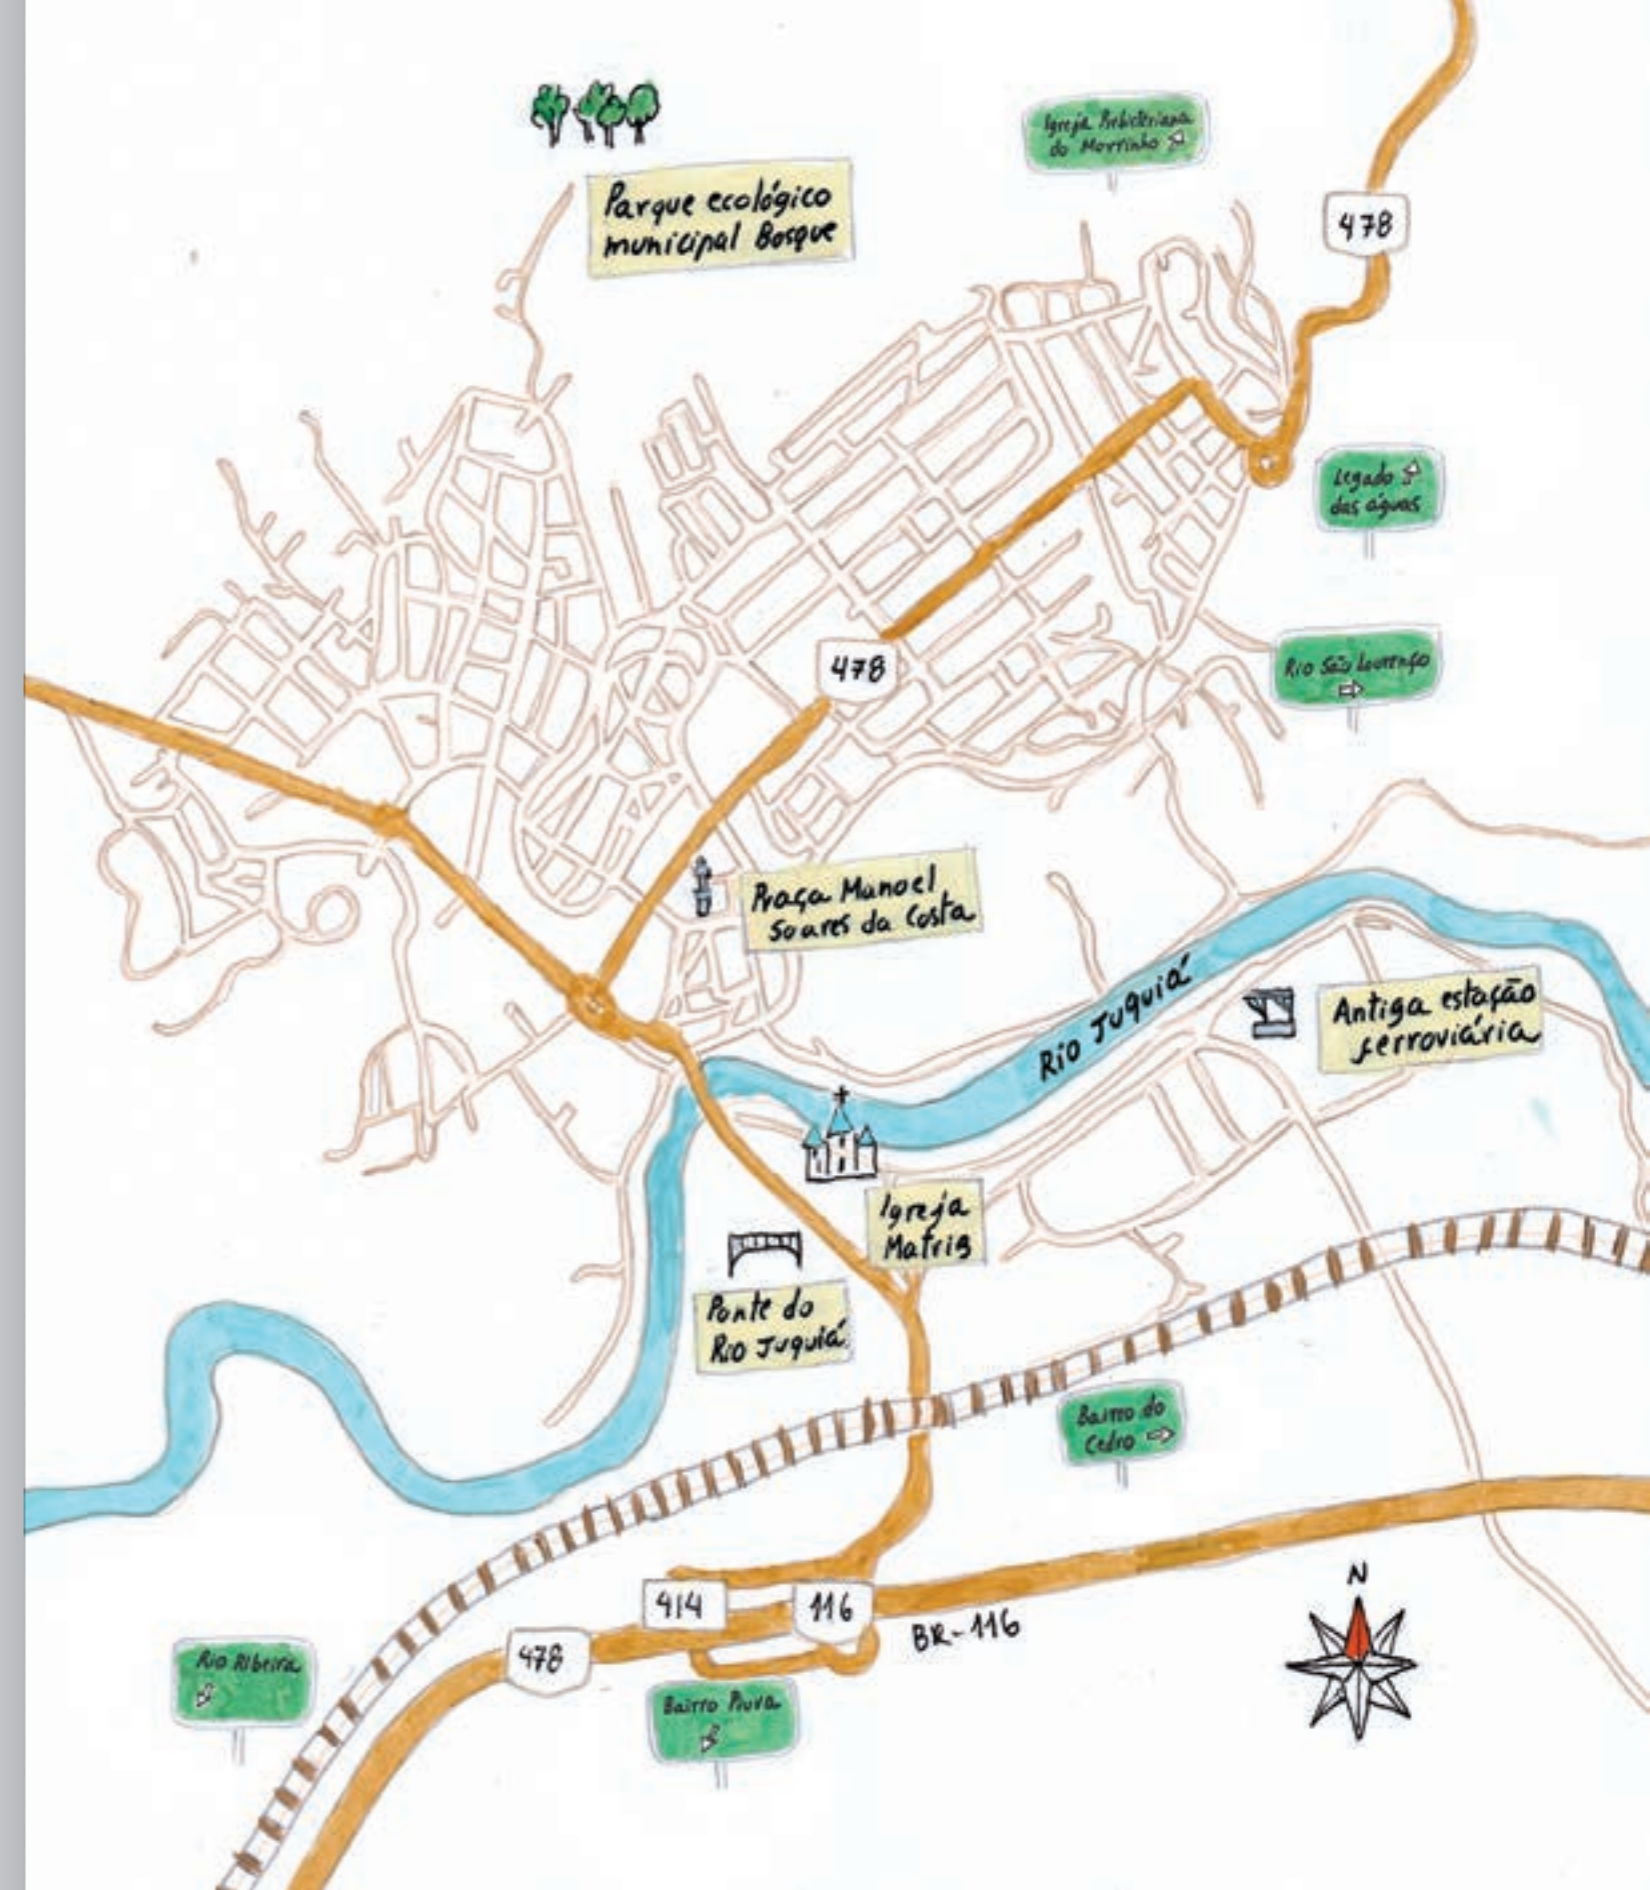 Igreja Prebiteriana
do Morrinho
Parque ecológico
municipal Bosque
478
Legado
das águas
Rio São Lourenço
478
Praça Manoel
Soares da Costa
Rio Juquiá
Antiga estação
ferroviária
Igreja
Matriz
Ponte do
Rio Juquiá
Bairro do
Cedro
N
414
116
BR-116
478
Rio Ribeira
Bairro Piuva